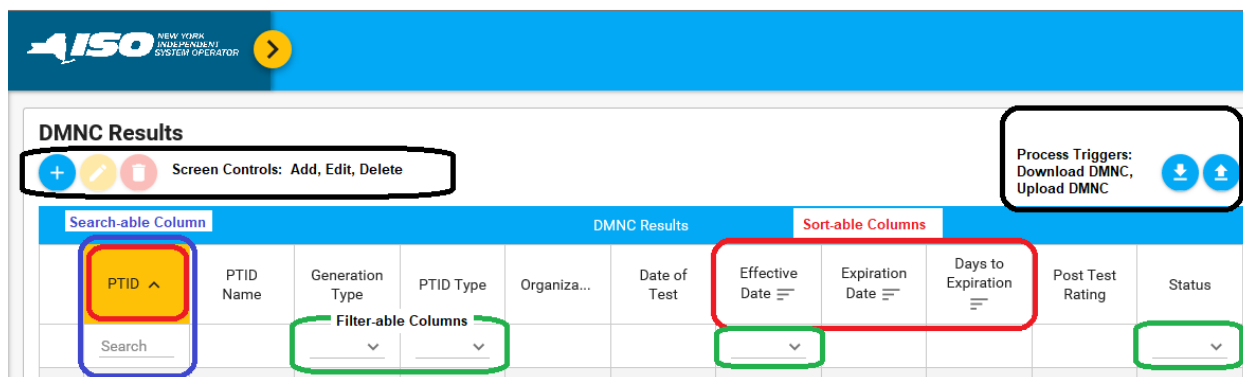 ISO
NEW YORK
INDEPENDENT
SYSTEM OPERATOR
DMNC Results
Screen Controls: Add, Edit, Delete
Process Triggers:
Download DMNC,
Upload DMNC
Search-able Column
DMNC Results
Sort-able Columns
PTID
PTID
Name
Generation
Type
PTID Type
Organiza...
Date of
Test
Effective
Date
Expiration
Date
Days to
Expiration
Post Test
Rating
Status
Filter-able Columns
Search